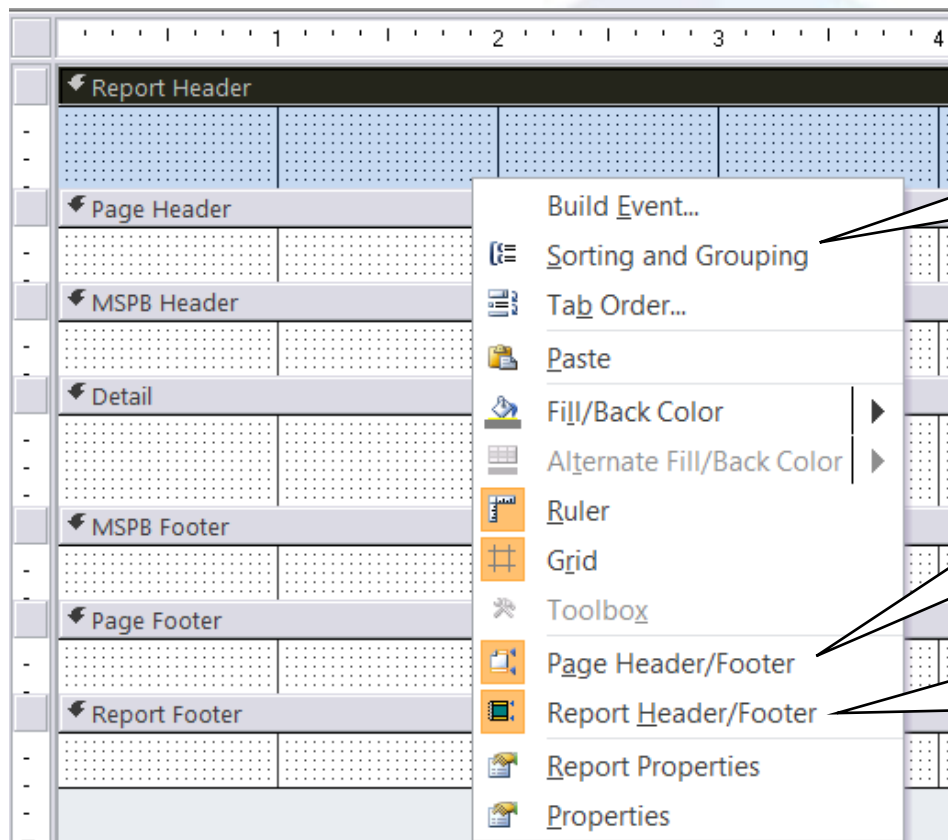 1 2 3 4
Report Header
Page Header
MSPB Header
Detail
MSPB Footer
Page Footer
Report Footer
Build Event...
Sorting and Grouping
Tab Order...
Paste
Fill/Back Color
Alternate Fill/Back Color
Ruler
Grid
Toolbox
Page Header/Footer
Report Header/Footer
Report Properties
Properties